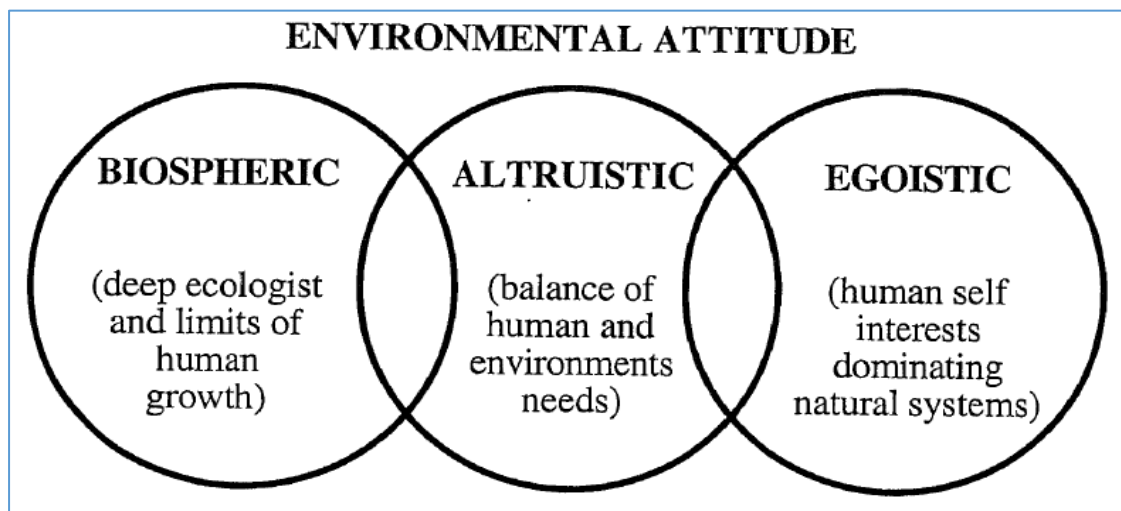 ENVIRONMENTAL ATTITUDE
BIOSPHERIC
(deep ecologist
and limits of
human
growth)
ALTRUISTIC
(balance of
human and
environments
needs)
EGOISTIC
(human self
interests
dominating
natural systems)